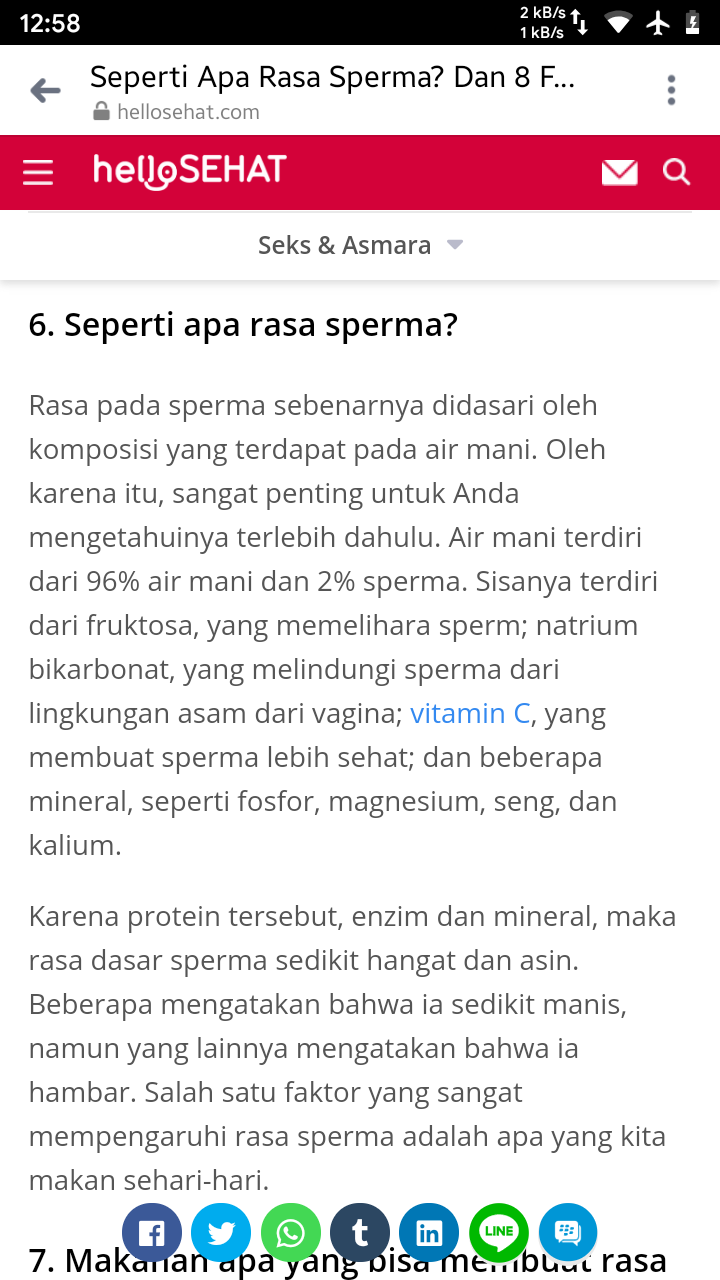 12:58
2 kB/s
1 kB/s
Seperti Apa Rasa Sperma? Dan 8 F...
hellosehat.com
helloSEHAT
Seks & Asmara
6. Seperti apa rasa sperma?
Rasa pada sperma sebenarnya didasari oleh
komposisi yang terdapat pada air mani. Oleh
karena itu, sangat penting untuk Anda
mengetahuinya terlebih dahulu. Air mani terdiri
dari 96% air mani dan 2% sperma. Sisanya terdiri
dari fruktosa, yang memelihara sperm; natrium
bikarbonat, yang melindungi sperma dari
lingkungan asam dari vagina; vitamin C, yang
membuat sperma lebih sehat; dan beberapa
mineral, seperti fosfor, magnesium, seng, dan
kalium.
Karena protein tersebut, enzim dan mineral, maka
rasa dasar sperma sedikit hangat dan asin.
Beberapa mengatakan bahwa ia sedikit manis,
namun yang lainnya mengatakan bahwa ia
hambar. Salah satu faktor yang sangat
mempengaruhi rasa sperma adalah apa yang kita
makan sehari-hari.
LINE
7. Makanan apa yang bisa membuat rasa